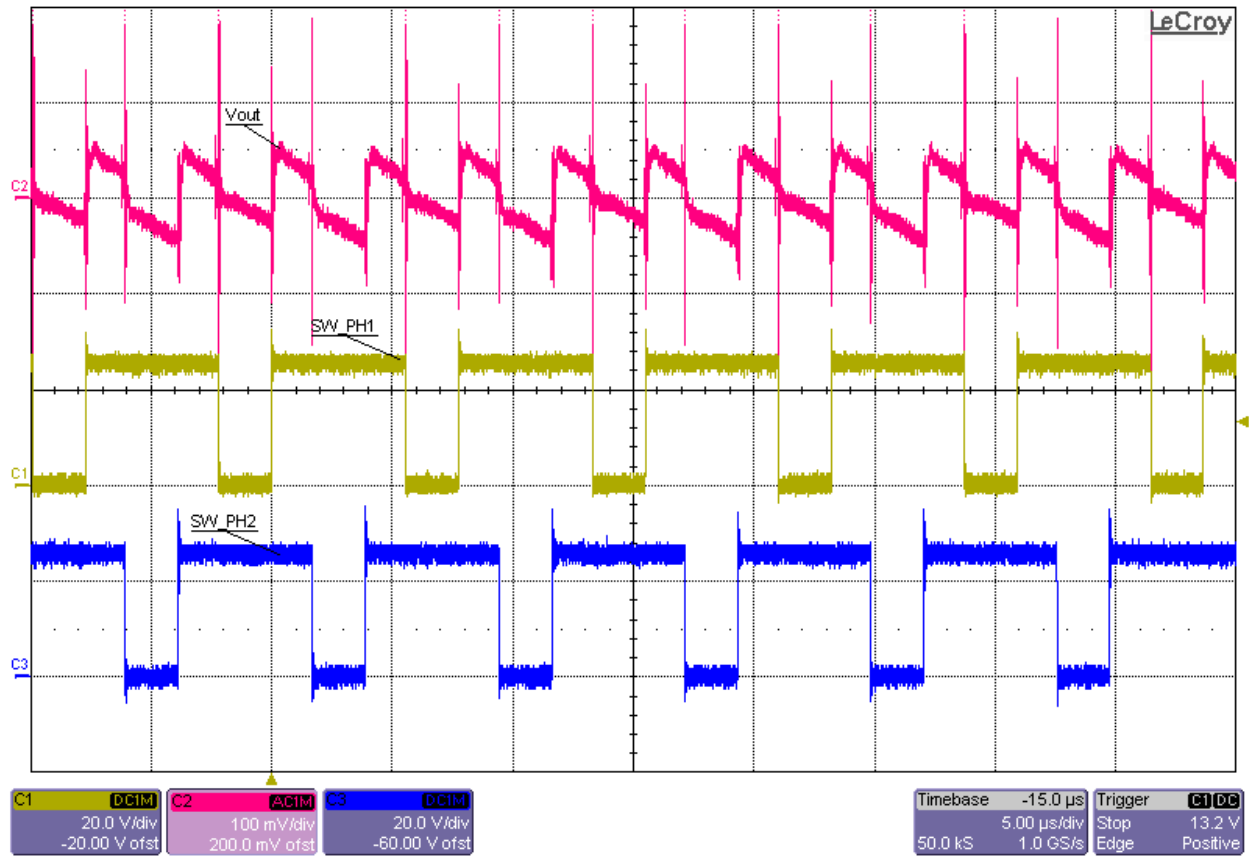 LeCroy
Vout
C2
SW_PH1
C1
SW_PH2
C3
C1 DC1M
20.0 V/div
-20.00 V ofst
C2 AC1M
100 mV/div
200.0 mV ofst
C3 DC1M
20.0 V/div
-60.00 V ofst
Timebase -15.0 µs
5.00 µs/div
50.0 kS 1.0 GS/s
Trigger C1 DC
Stop 13.2 V
Edge Positive